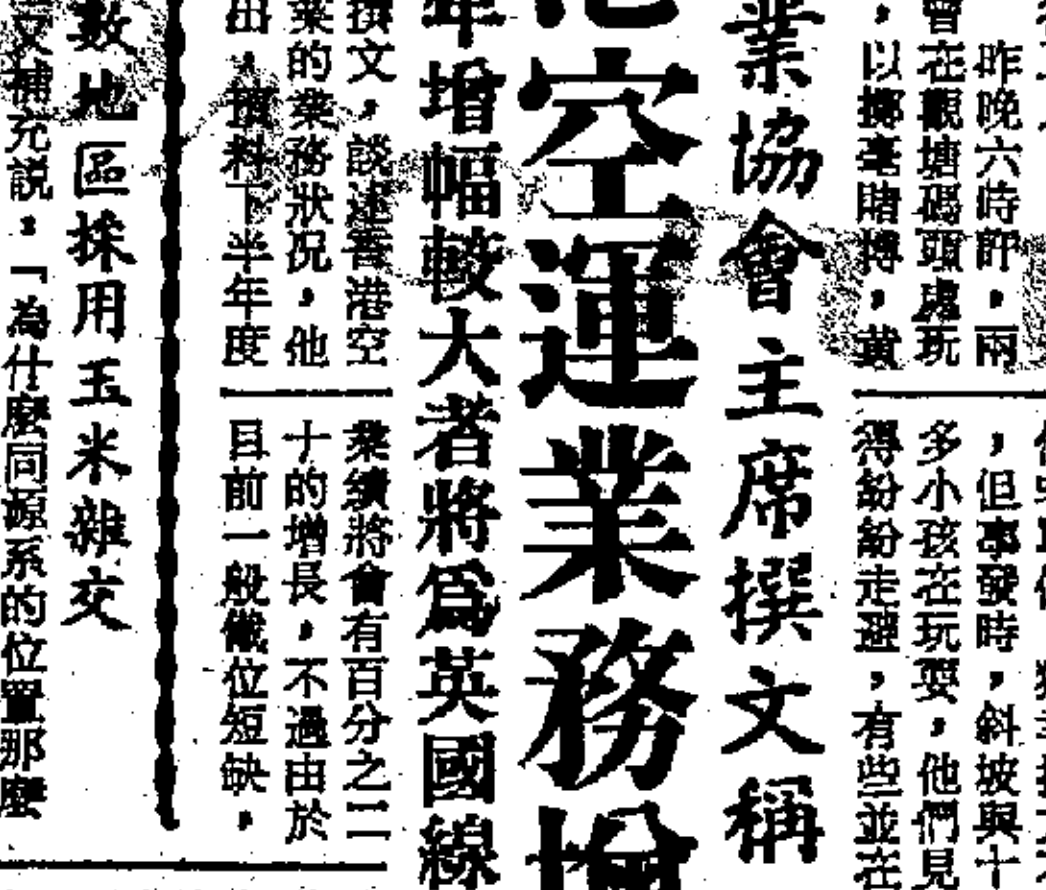 昨晚六時許，兩
會在觀塘碼頭處玩
，以擲毫賭博，黃
，但事發時，斜坡與十
多小孩在玩耍，他們見
得紛紛走避，有些並在
業協會主席撰文稱
空運業務增
年增幅較大者將爲英國線
撰文，談述香港空
業的業務狀況，他
出，預料下半年度
業績將會有百分之二
十的增長，不過由於
目前一般儎位短缺，
數地區採用玉米雜交
補充説：「為什麼同源系的位置那麼